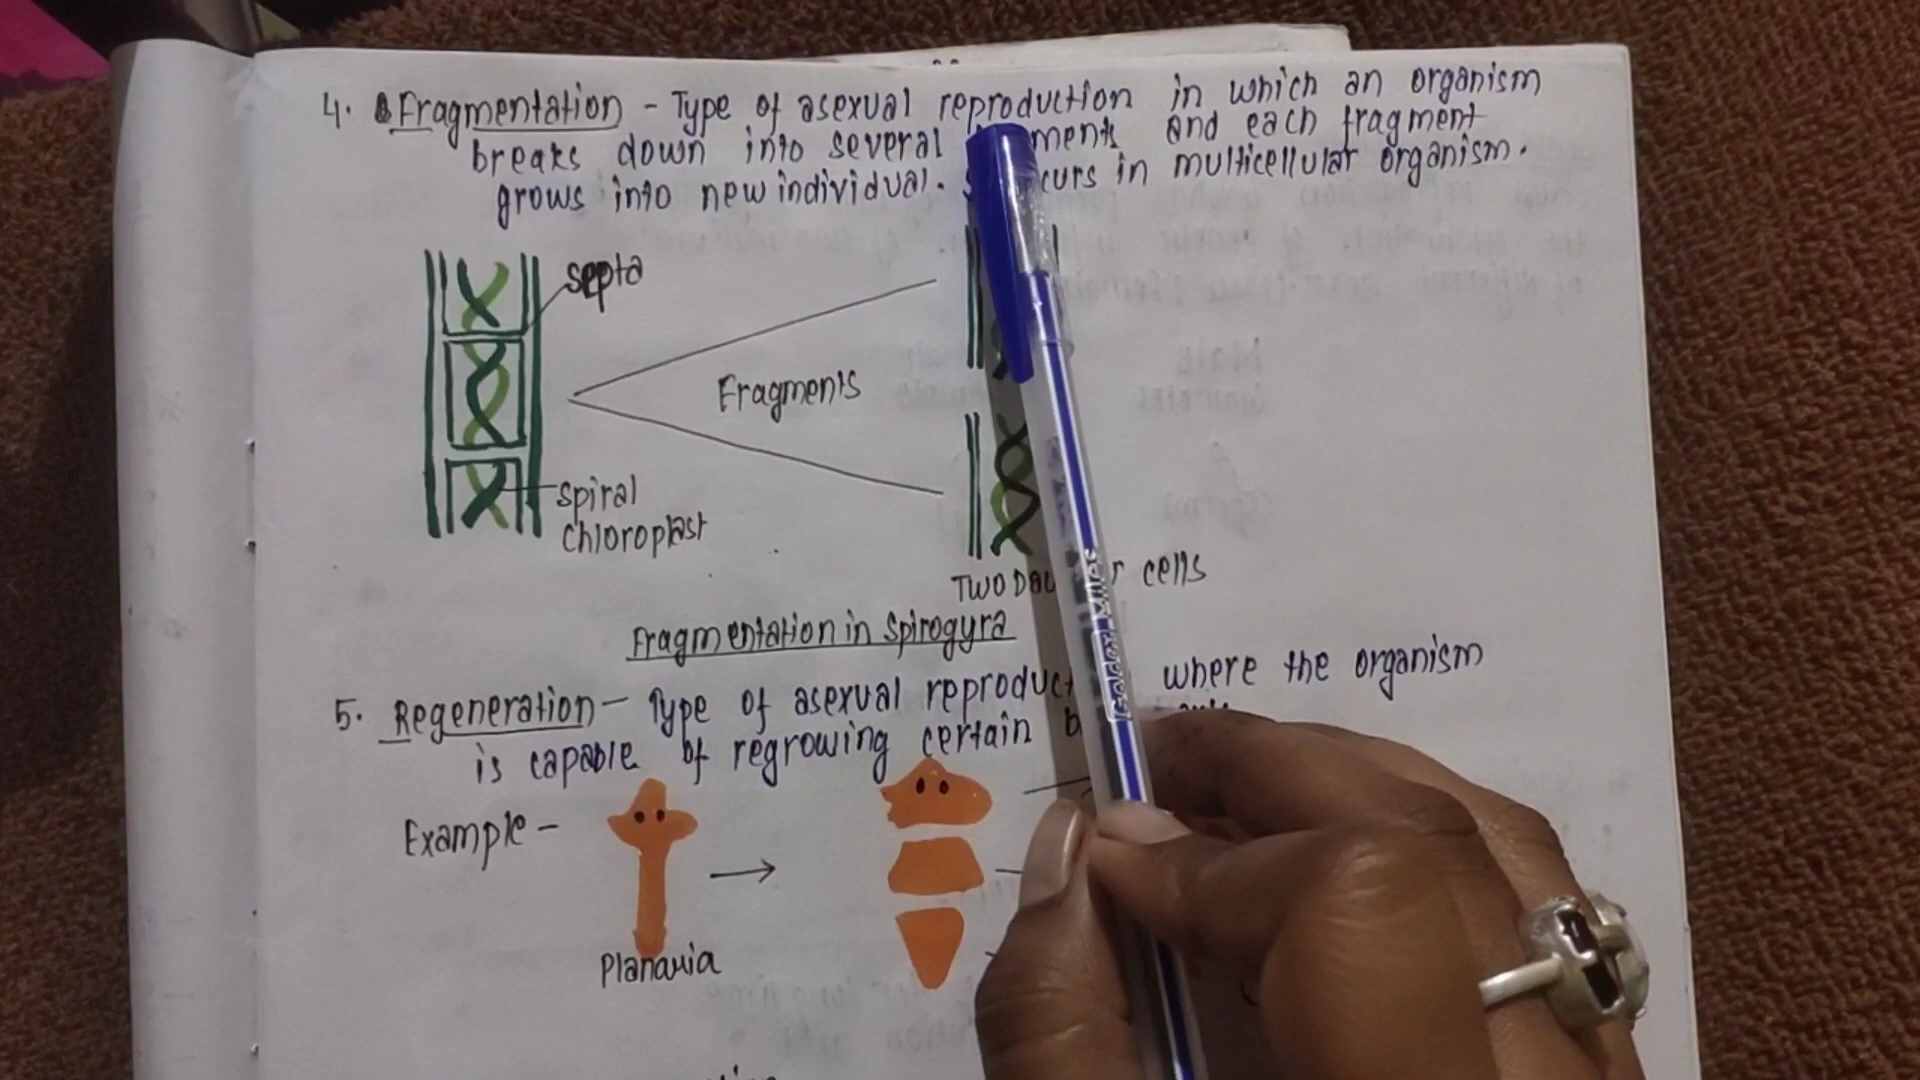 4. Fragmentation - Type of asexual reproduction in which an organism
breaks down into several and each fragment
grows into new individual. in multicellular organism.
septa
Fragments
spiral
chloroplast
Two cells
Fragmentation in Spirogyra
5. Regeneration - Type of asexual where the organism
is capable of regrowing certain
Example -
Planaria